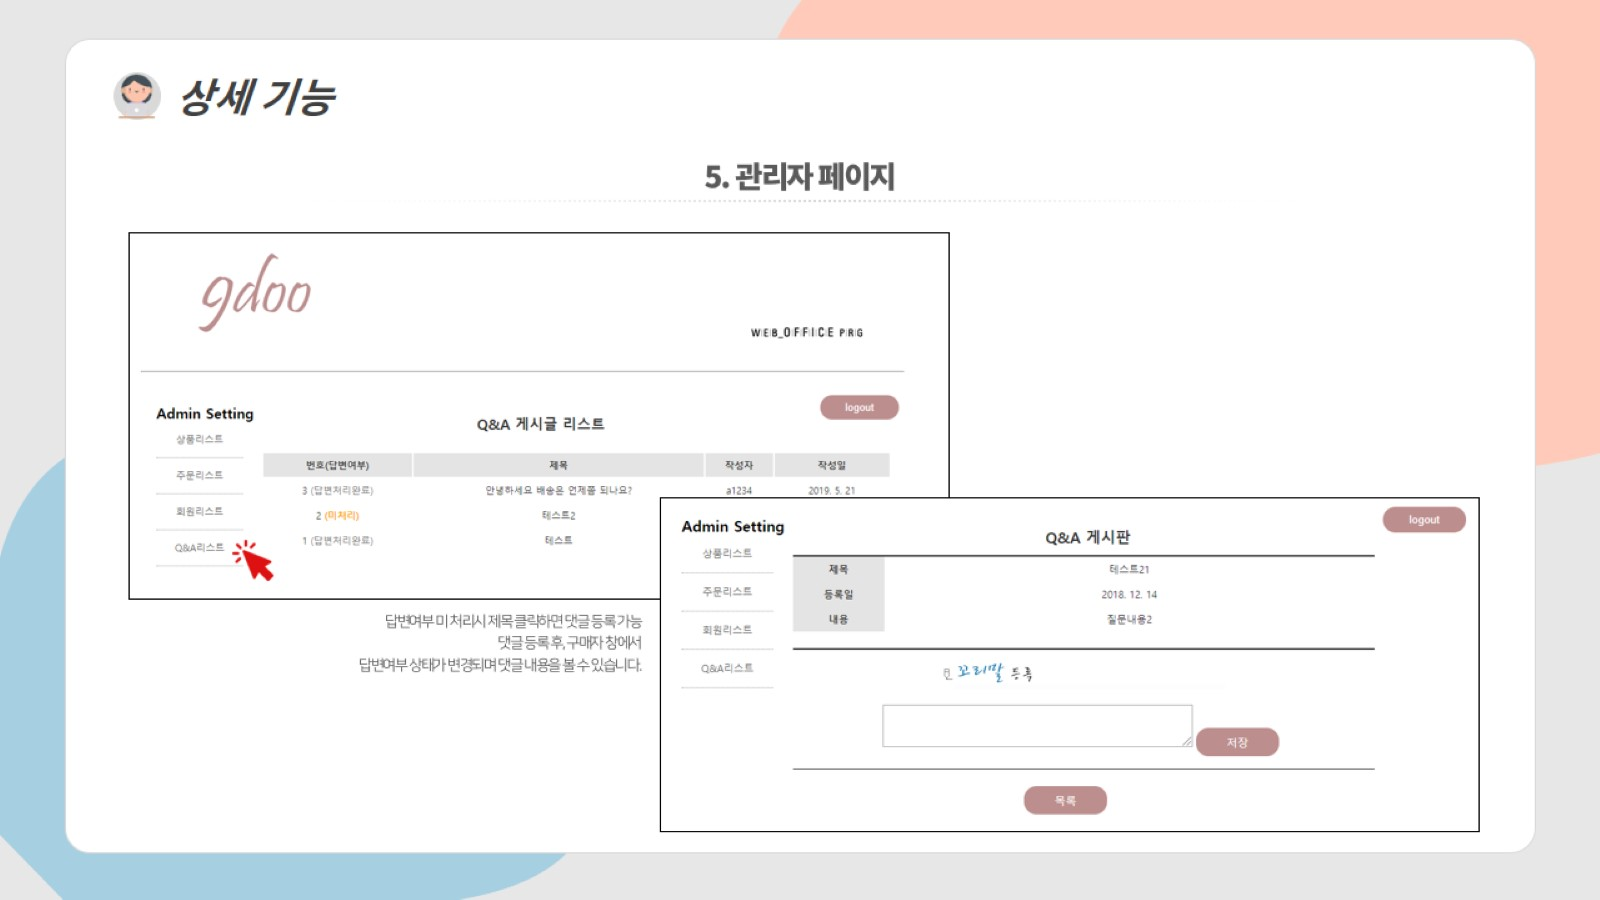 상세 기능
5. 관리자 페이지
gdoo
WEB_OFFICE PRG
Admin Setting
상품리스트
주문리스트
회원리스트
Q&A리스트
logout
Q&A 게시글 리스트
번호(답변여부) 제목 작성자 작성일
3 (답변처리완료) 안녕하세요 배송은 언제쯤 되나요? a1234 2019. 5. 21
2 (미처리) 테스트2
1 (답변처리완료) 테스트
답변여부 미 처리시 제목 클릭하면 댓글 등록 가능
댓글 등록 후, 구매자 창에서
답변여부 상태가 변경되며 댓글 내용을 볼 수 있습니다.
Admin Setting
상품리스트
주문리스트
회원리스트
Q&A리스트
logout
Q&A 게시판
제목 테스트21
등록일 2018. 12. 14
내용 질문내용2
꼬리말 등록
저장
목록